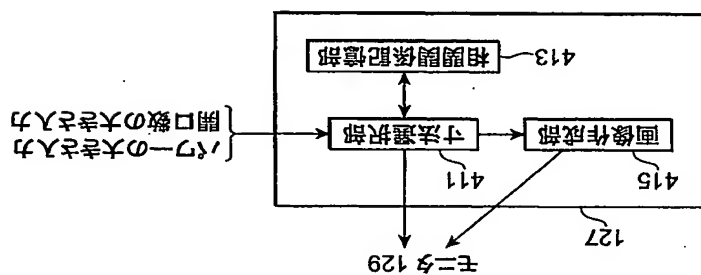 モニタ 129
127
415
411
画像作成部
寸法選択部
パワーの大きさ入力
開口数の大きさ入力
相関関係記憶部
413